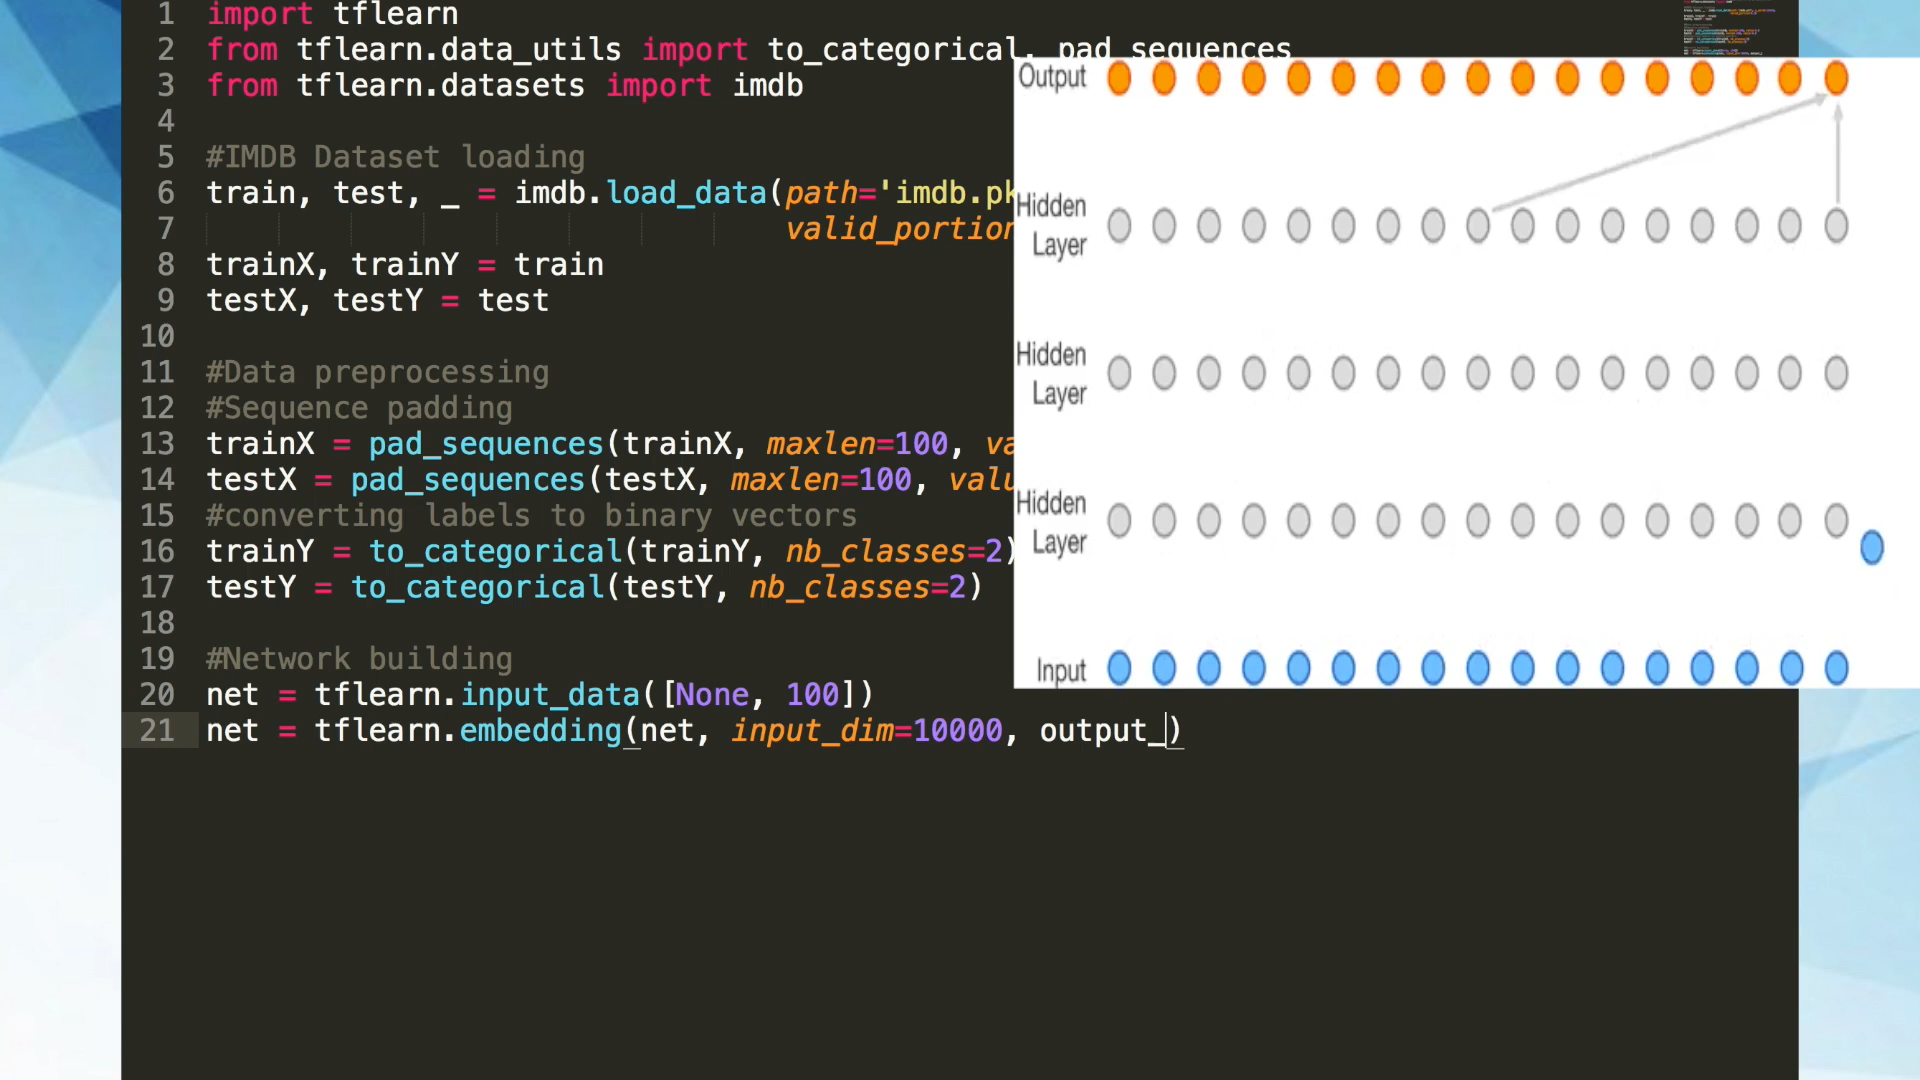 1 import tflearn
2 from tflearn.data_utils import to_categorical, pad_sequences
3 from tflearn.datasets import imdb
4
5 #IMDB Dataset loading
6 train, test, _ = imdb.load_data(path='imdb.pk
7 valid_portion
8 trainX, trainY = train
9 testX, testY = test
10
11 #Data preprocessing
12 #Sequence padding
13 trainX = pad_sequences(trainX, maxlen=100, va
14 testX = pad_sequences(testX, maxlen=100, valu
15 #converting labels to binary vectors
16 trainY = to_categorical(trainY, nb_classes=2)
17 testY = to_categorical(testY, nb_classes=2)
18
19 #Network building
20 net = tflearn.input_data([None, 100])
21 net = tflearn.embedding(net, input_dim=10000, output_)
Output
Hidden
Layer
Hidden
Layer
Hidden
Layer
Input